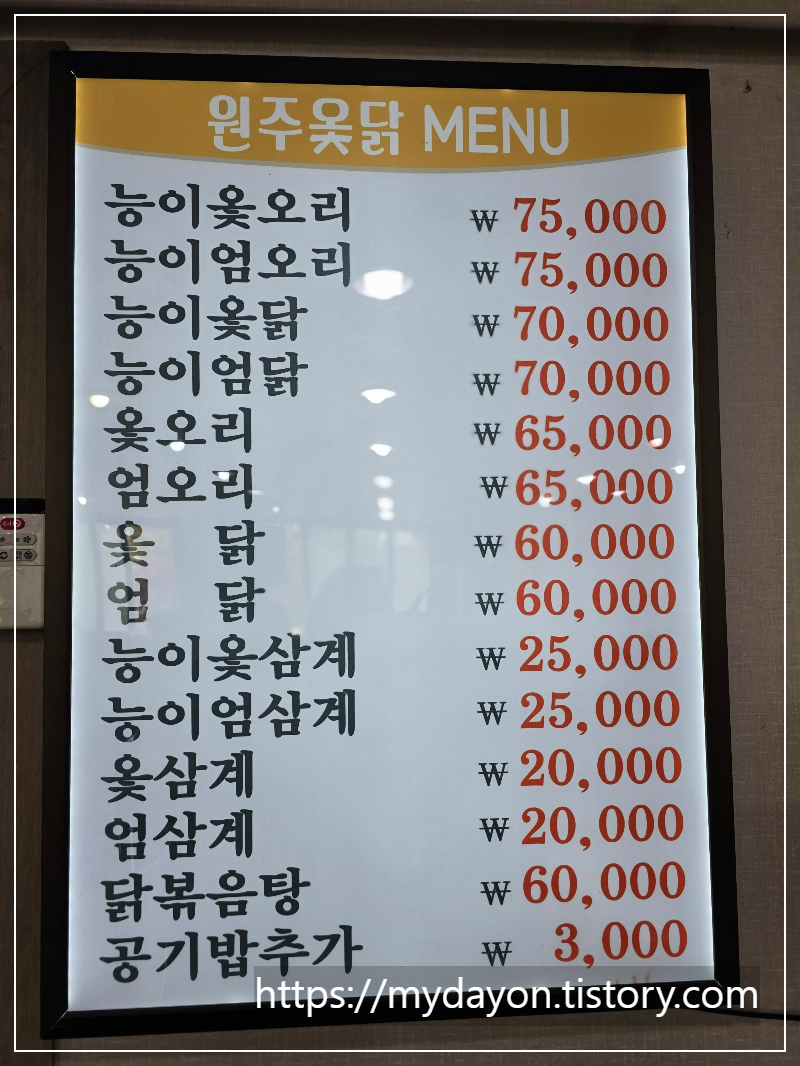 원주옻닭 MENU
능이옻오리 ₩ 75,000
능이엄오리 ₩ 75,000
능이옻닭 ₩ 70,000
능이엄닭 ₩ 70,000
옻오리 ₩ 65,000
엄오리 ₩ 65,000
옻 닭 ₩ 60,000
엄 닭 ₩ 60,000
능이옻삼계 ₩ 25,000
능이엄삼계 ₩ 25,000
옻삼계 ₩ 20,000
엄삼계 ₩ 20,000
닭볶음탕 ₩ 60,000
공기밥추가 ₩ 3,000
https://mydayon.tistory.com